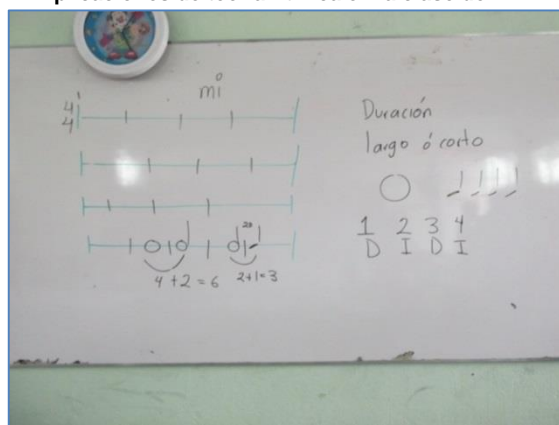 mi
4
4
4 + 2 = 6
2+1=3
Duración
largo ó corto
1 2 3 4
D I D I